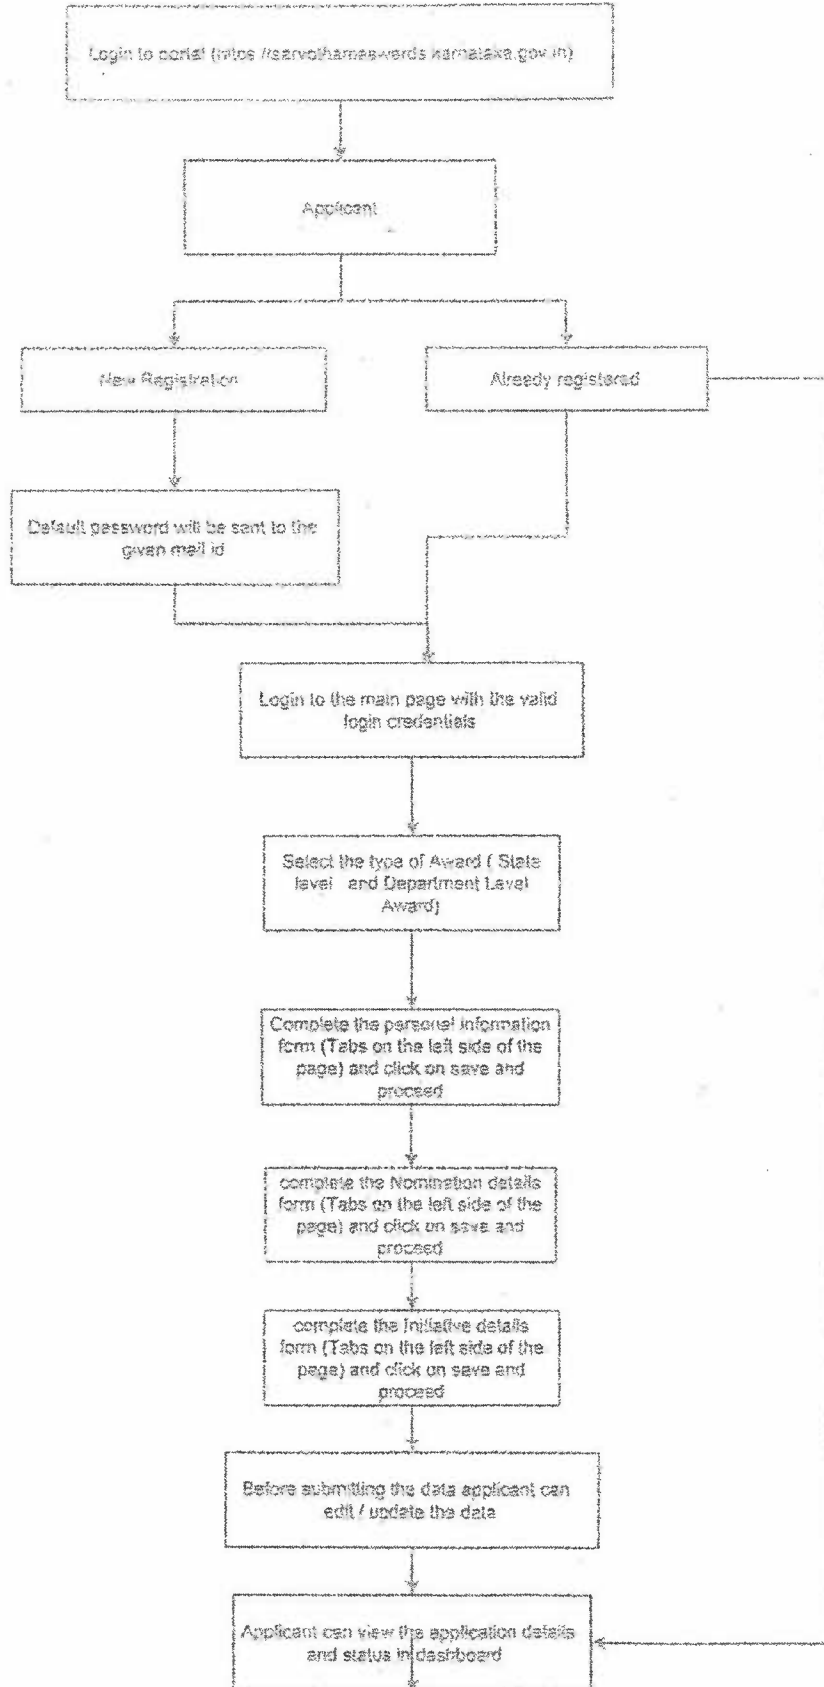 Login to portal (https://sarvothamaawards.karnataka.gov.in)
Applicant
New Registration
Already registered
Default password will be sent to the
given mail id
Login to the main page with the valid
login credentials
Select the type of Award ( State
level and Department Level
Award)
Complete the personal information
form (Tabs on the left side of the
page) and click on save and
proceed
complete the Nomination details
form (Tabs on the left side of the
page) and click on save and
proceed
complete the Initiative details
form (Tabs on the left side of the
page) and click on save and
proceed
Before submitting the data applicant can
edit / update the data
Applicant can view the application details
and status in dashboard